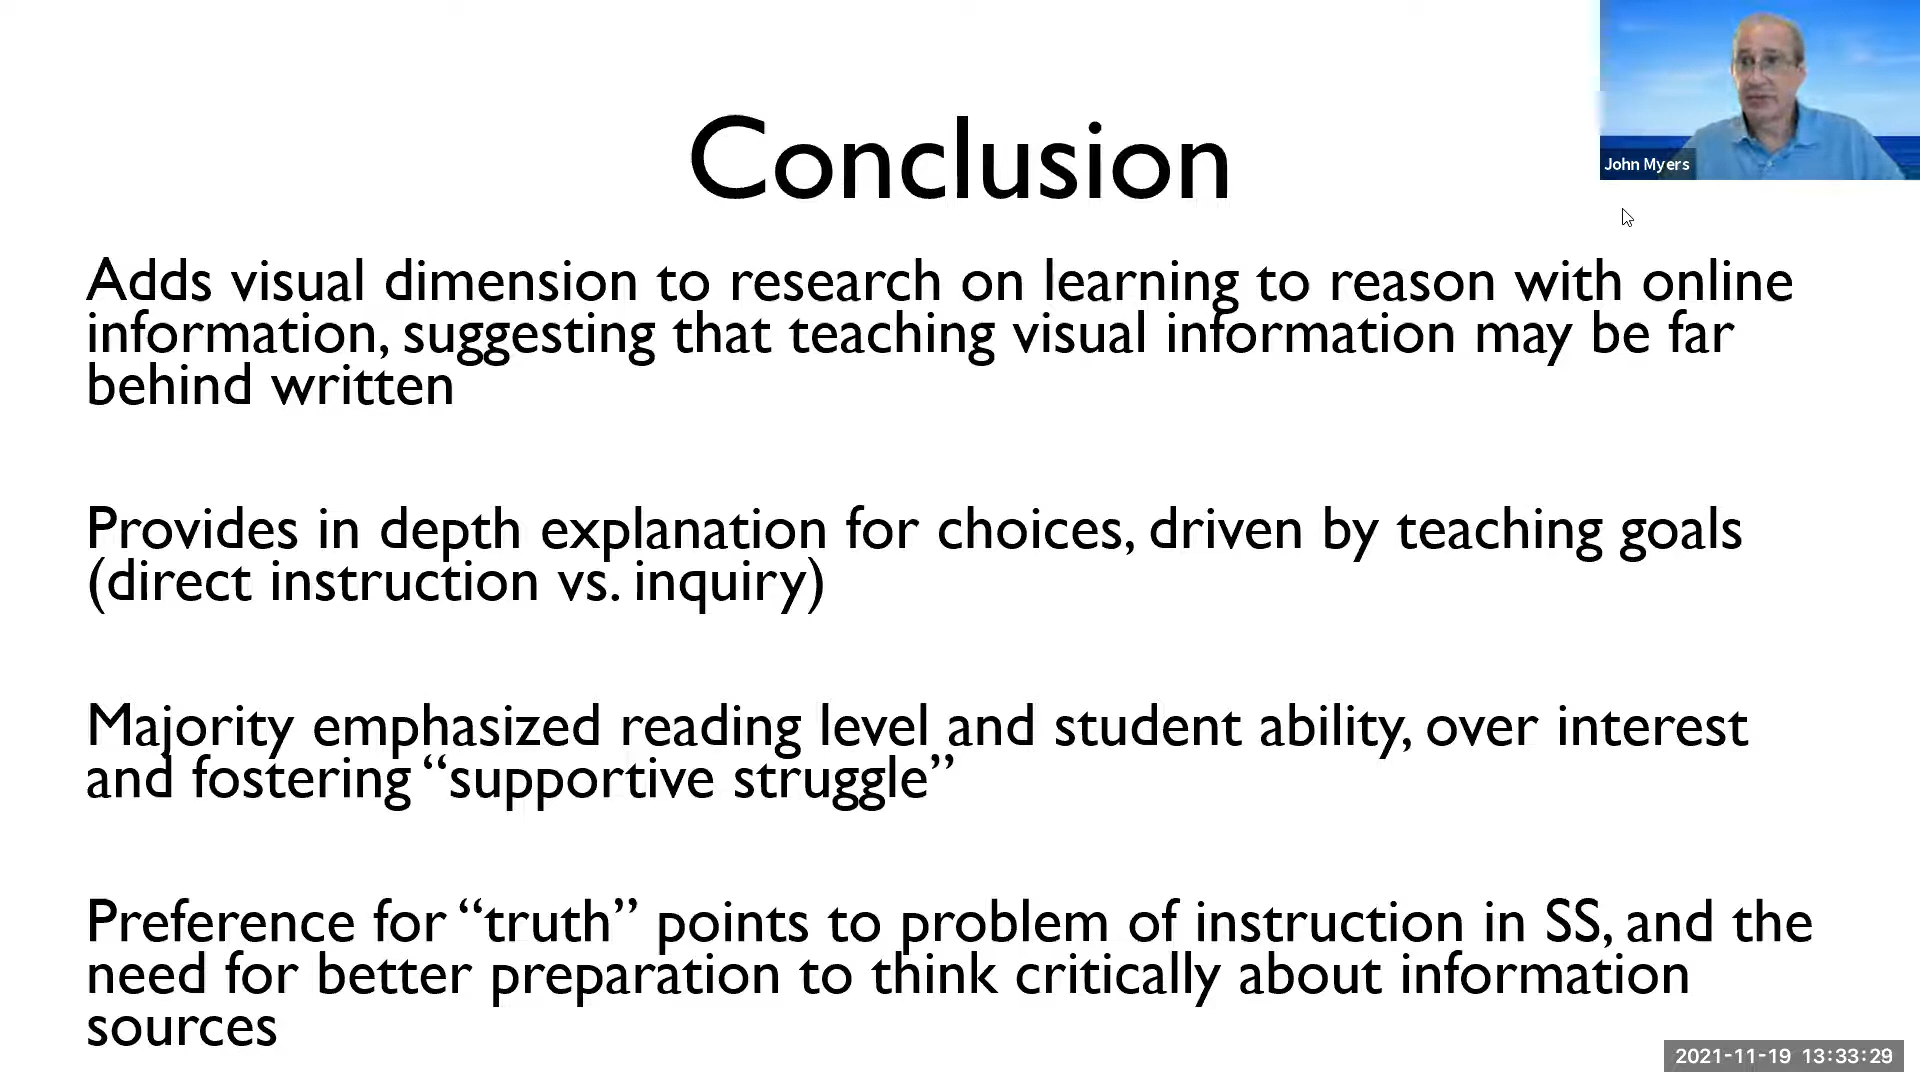 Conclusion
John Myers
Adds visual dimension to research on learning to reason with online
information, suggesting that teaching visual information may be far
behind written
Provides in depth explanation for choices, driven by teaching goals
(direct instruction vs. inquiry)
Majority emphasized reading level and student ability, over interest
and fostering “supportive struggle”
Preference for “truth” points to problem of instruction in SS, and the
need for better preparation to think critically about information
sources
2021-11-19 13:33:29